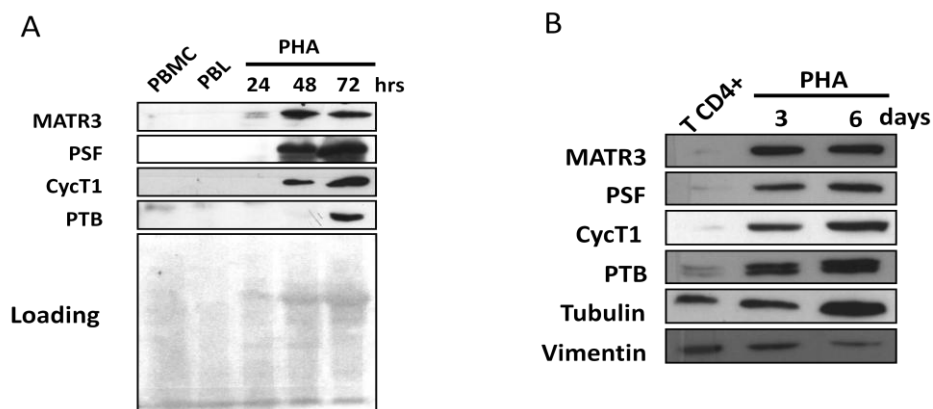 A
PHA
PBMC PBL 24 48 72 hrs
MATR3
PSF
CycT1
PTB
Loading
B
PHA
T CD4+ 3 6 days
MATR3
PSF
CycT1
PTB
Tubulin
Vimentin